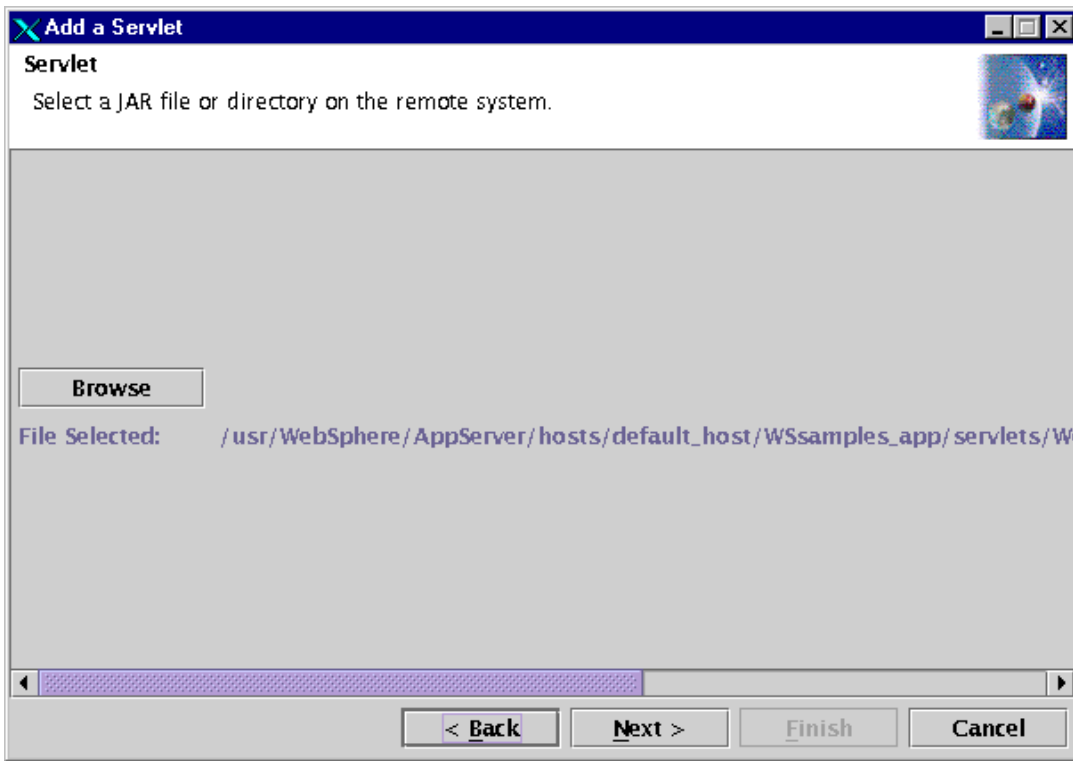 Add a Servlet
Servlet
Select a JAR file or directory on the remote system.
Browse
File Selected: /usr/WebSphere/AppServer/hosts/default_host/WSsamples_app/servlets/W
< Back Next > Finish Cancel